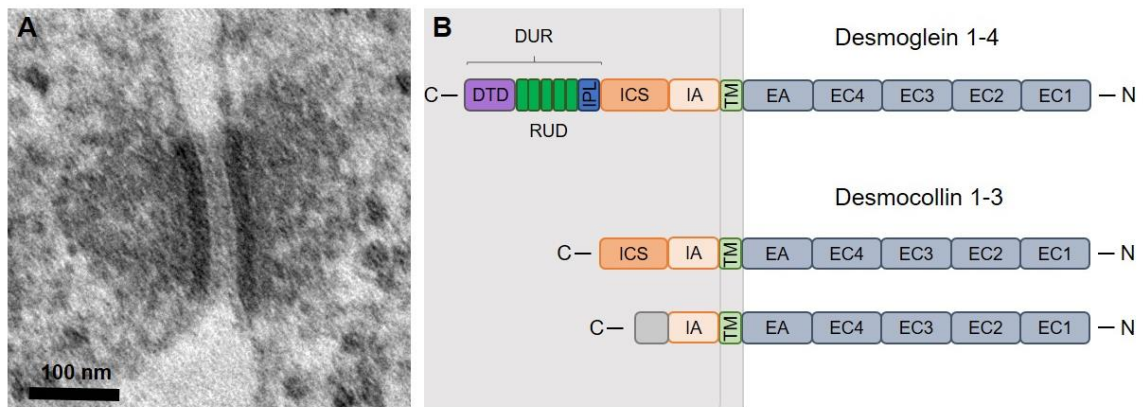 A
100 nm
B
Desmoglein 1-4
DUR
C
DTD
IPL
ICS
IA
TM
EA
EC4
EC3
EC2
EC1
N
RUD
Desmocollin 1-3
C
ICS
IA
TM
EA
EC4
EC3
EC2
EC1
N
C
IA
TM
EA
EC4
EC3
EC2
EC1
N